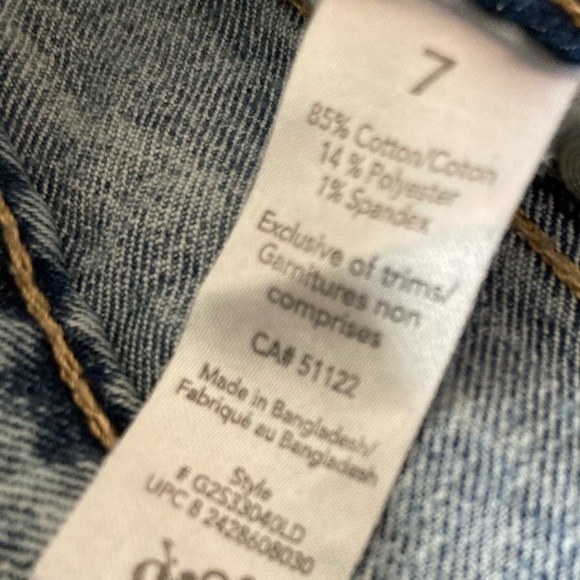 7
85% Cotton/Coton
14 % Polyester
1% Spandex
Exclusive of trims/
Garnitures non
comprises
CA# 51122
Made in Bangladesh/
Fabriqué au Bangladesh
Style
# G2S33040LD
UPC B 2428608030